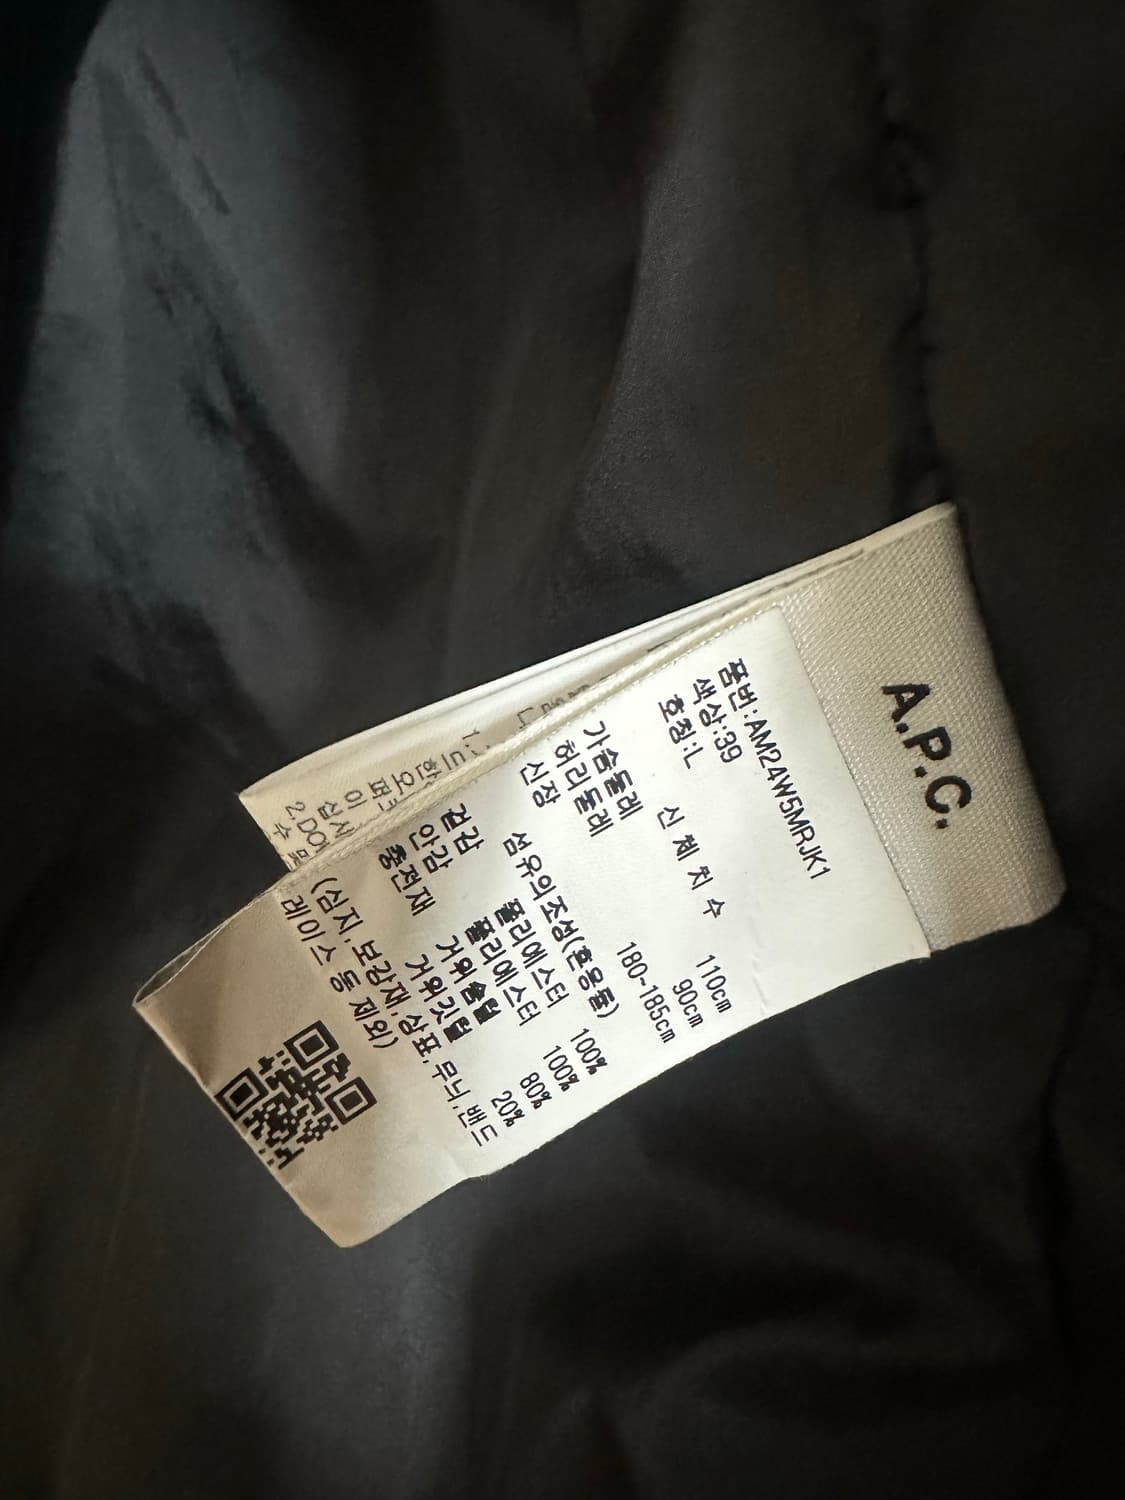 A.P.C.
품번:AM24W5MRJK1
색상:39
호칭:L
신 체 치 수
가슴둘레 110cm
허리둘레 90cm
신장 180~185cm
섬유의조성(혼용률)
겉감 폴리에스터 100%
안감 폴리에스터 100%
충전재 거위솜털 80%
거위깃털 20%
(심지,보강재,상표,무늬,밴드
레이스 등 제외)